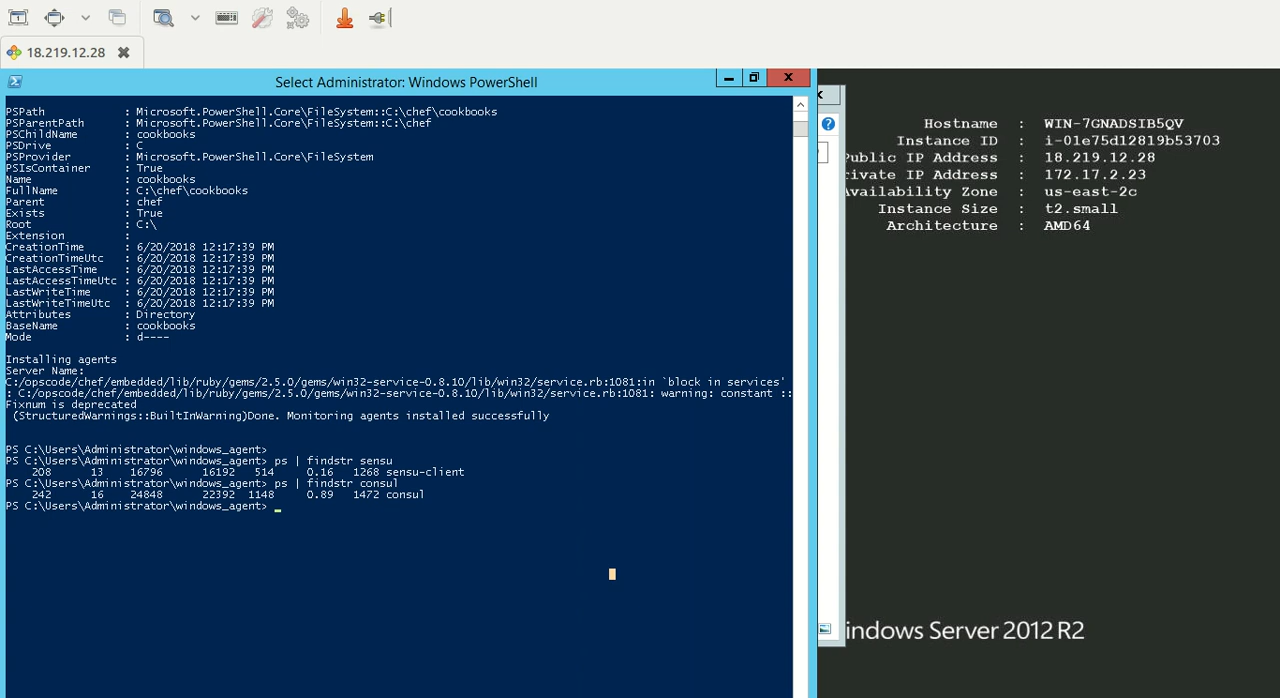 18.219.12.28
Select Administrator: Windows PowerShell
PSPath : Microsoft.PowerShell.Core\FileSystem::C:\chef\cookbooks
PSParentPath : Microsoft.PowerShell.Core\FileSystem::C:\chef
PSChildName : cookbooks
PSDrive : C
PSProvider : Microsoft.PowerShell.Core\FileSystem
PSIsContainer : True
Name : cookbooks
FullName : C:\chef\cookbooks
Parent : chef
Exists : True
Root : C:\
Extension :
CreationTime : 6/20/2018 12:17:39 PM
CreationTimeUtc : 6/20/2018 12:17:39 PM
LastAccessTime : 6/20/2018 12:17:39 PM
LastAccessTimeUtc : 6/20/2018 12:17:39 PM
LastWriteTime : 6/20/2018 12:17:39 PM
LastWriteTimeUtc : 6/20/2018 12:17:39 PM
Attributes : Directory
BaseName : cookbooks
Mode : d----
Installing agents
Server Name:
C:/opscode/chef/embedded/lib/ruby/gems/2.5.0/gems/win32-service-0.8.10/lib/win32/service.rb:1081:in `block in services'
: C:/opscode/chef/embedded/lib/ruby/gems/2.5.0/gems/win32-service-0.8.10/lib/win32/service.rb:1081: warning: constant ::
Fixnum is deprecated
(StructuredWarnings::BuiltInWarning)Done. Monitoring agents installed successfully
PS C:\Users\Administrator\windows_agent>
PS C:\Users\Administrator\windows_agent> ps | findstr sensu
208 13 16796 16192 514 0.16 1268 sensu-client
PS C:\Users\Administrator\windows_agent> ps | findstr consul
242 16 24848 22392 1148 0.89 1472 consul
PS C:\Users\Administrator\windows_agent>
Hostname : WIN-7GNADSIB5QV
Instance ID : i-01e75d12819b53703
Public IP Address : 18.219.12.28
rivate IP Address : 172.17.2.23
Availability Zone : us-east-2c
Instance Size : t2.small
Architecture : AMD64
indows Server 2012 R2